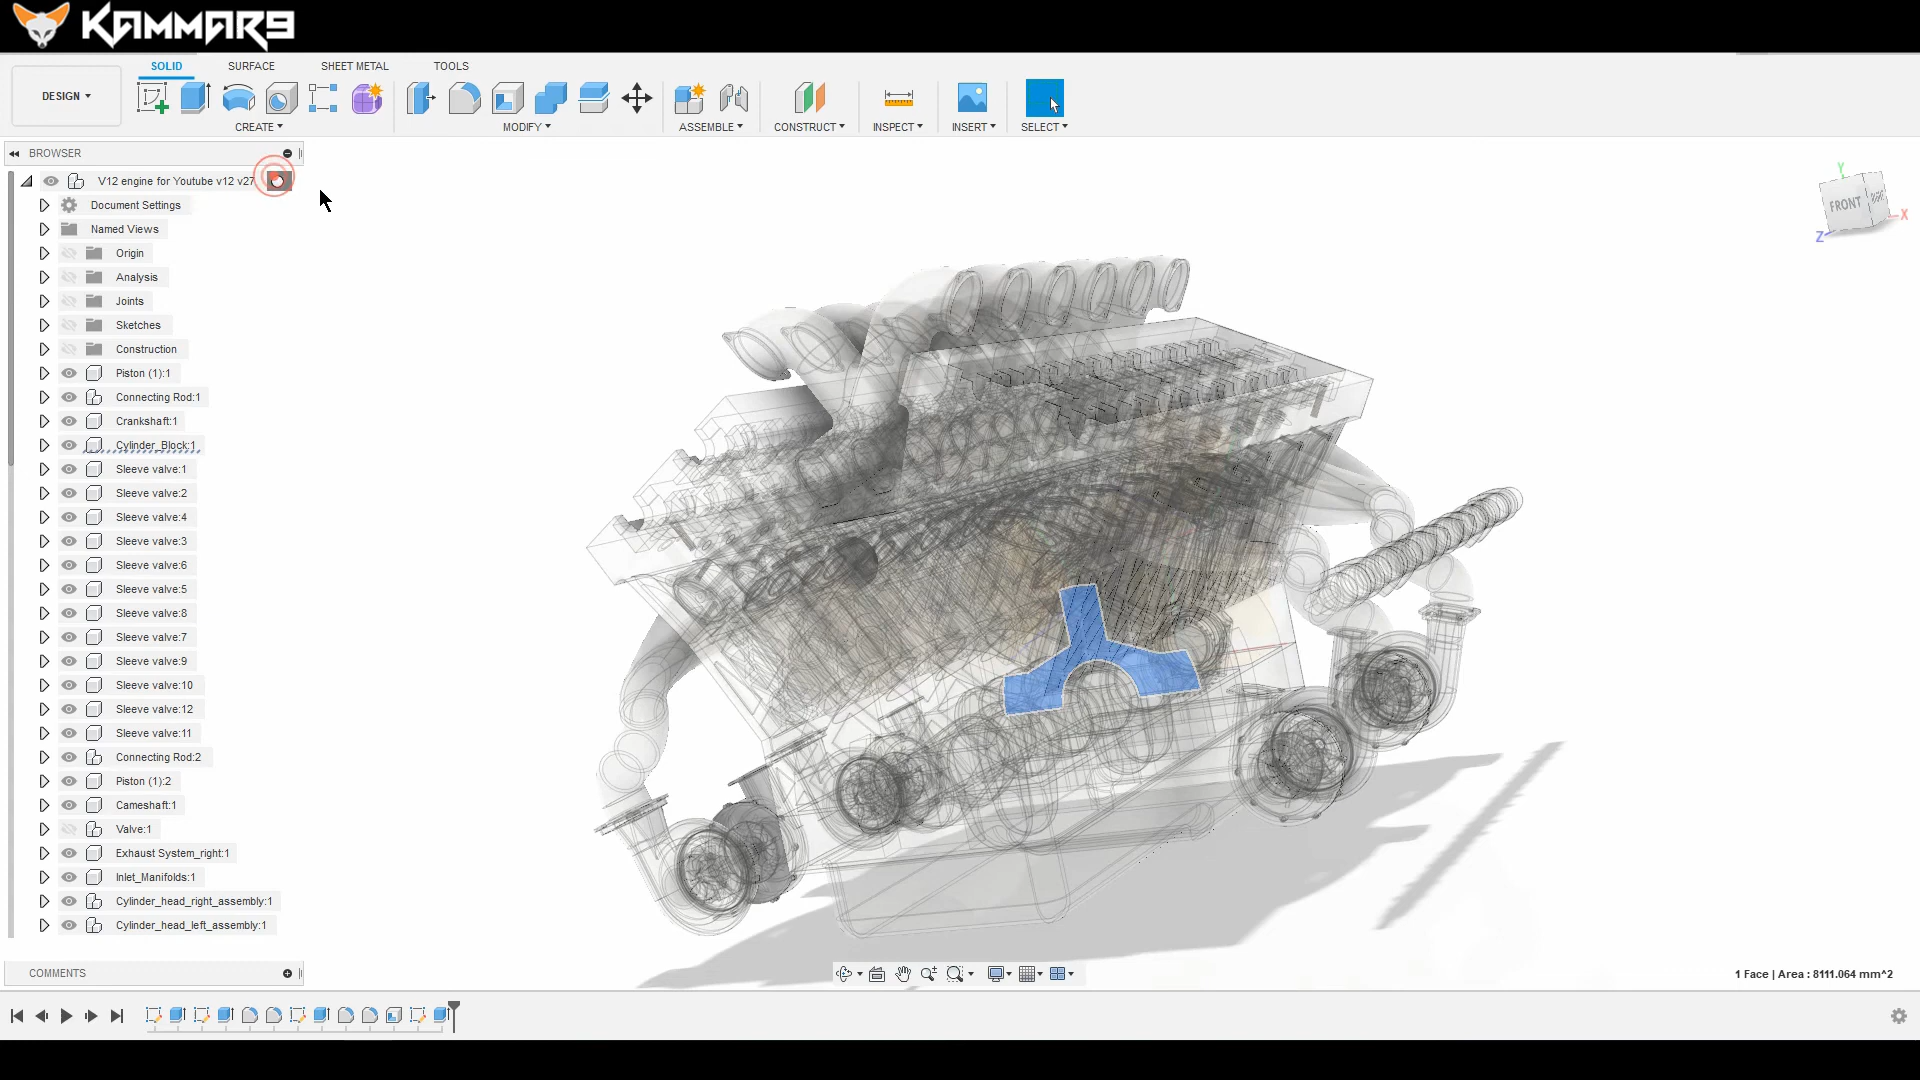 KAMMAR9
SOLID SURFACE SHEET METAL TOOLS
DESIGN
CREATE MODIFY ASSEMBLE CONSTRUCT INSPECT INSERT SELECT
BROWSER
V12 engine for Youtube v12 v27
Document Settings
Named Views
Origin
Analysis
Joints
Sketches
Construction
Piston (1):1
Connecting Rod:1
Crankshaft:1
Cylinder_Block:1
Sleeve valve:1
Sleeve valve:2
Sleeve valve:4
Sleeve valve:3
Sleeve valve:6
Sleeve valve:5
Sleeve valve:8
Sleeve valve:7
Sleeve valve:9
Sleeve valve:10
Sleeve valve:12
Sleeve valve:11
Connecting Rod:2
Piston (1):2
Cameshaft:1
Valve:1
Exhaust System_right:1
Inlet_Manifolds:1
Cylinder_head_right_assembly:1
Cylinder_head_left_assembly:1
COMMENTS
Y
FRONT
X
Z
1 Face | Area : 8111.064 mm^2